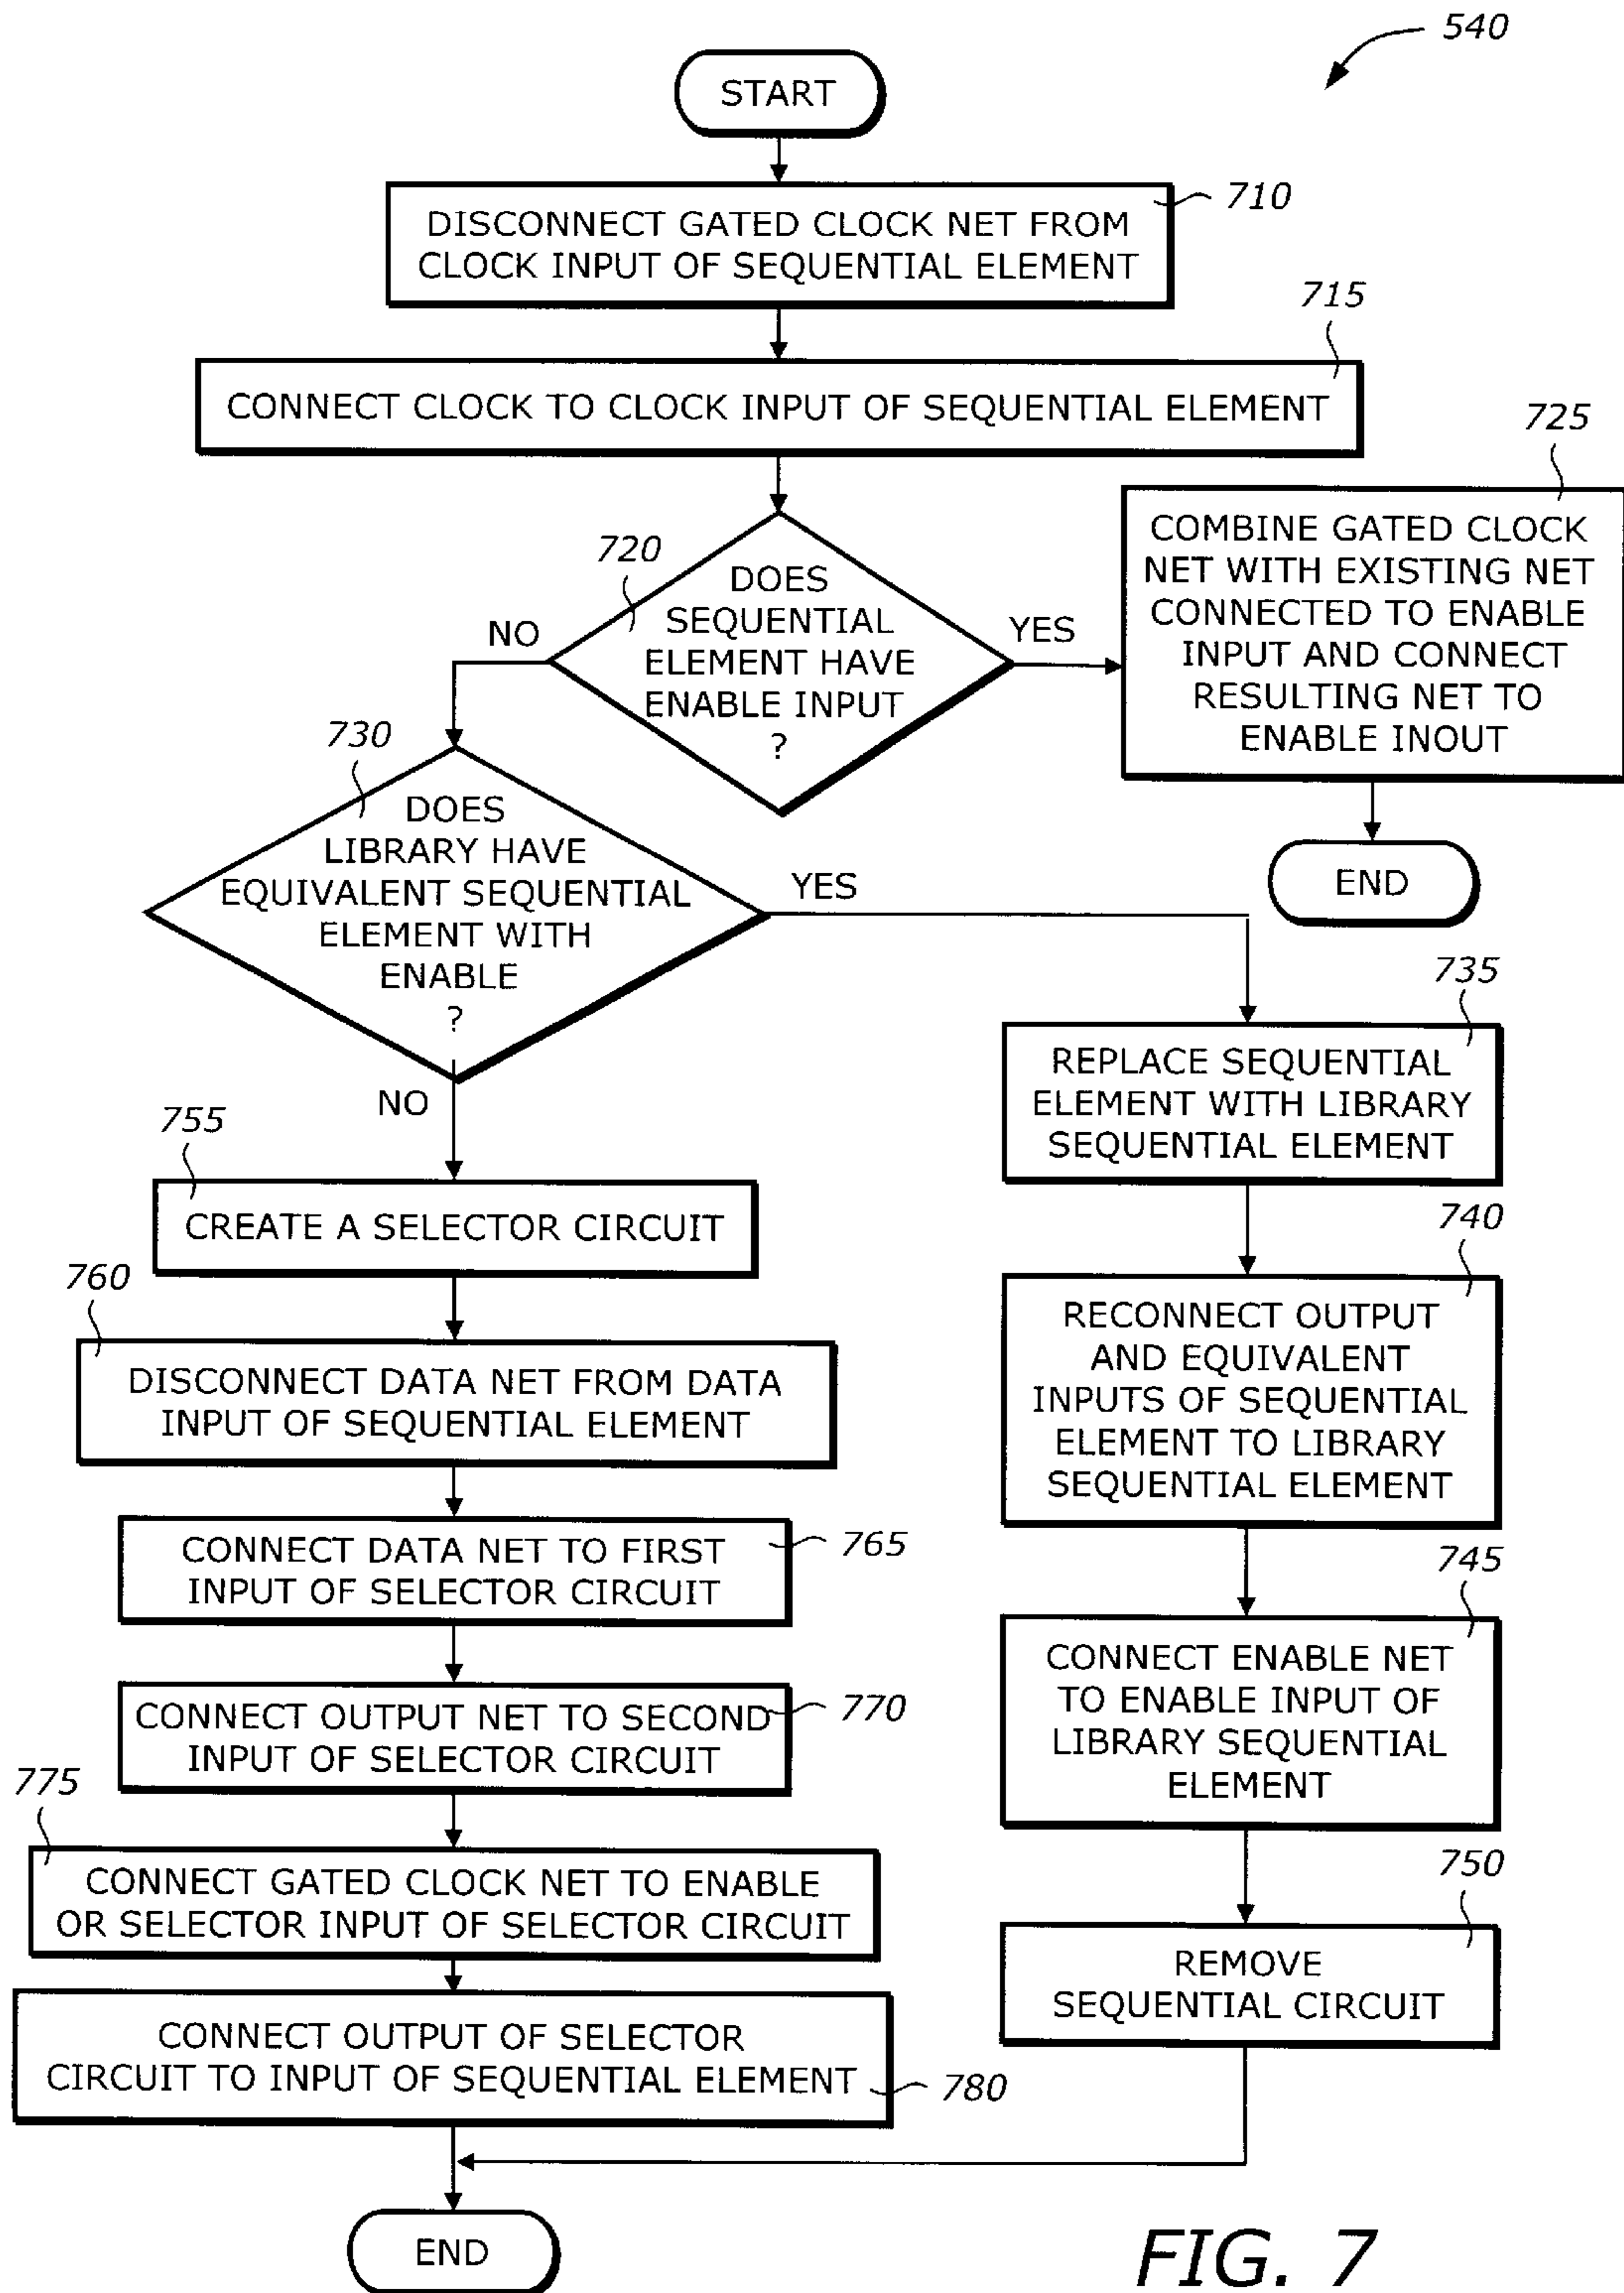 540
START
710
DISCONNECT GATED CLOCK NET FROM
CLOCK INPUT OF SEQUENTIAL ELEMENT
715
CONNECT CLOCK TO CLOCK INPUT OF SEQUENTIAL ELEMENT
720
DOES
SEQUENTIAL
ELEMENT HAVE
ENABLE INPUT
?
NO
YES
725
COMBINE GATED CLOCK
NET WITH EXISTING NET
CONNECTED TO ENABLE
INPUT AND CONNECT
RESULTING NET TO
ENABLE INOUT
END
730
DOES
LIBRARY HAVE
EQUIVALENT SEQUENTIAL
ELEMENT WITH
ENABLE
?
YES
NO
735
REPLACE SEQUENTIAL
ELEMENT WITH LIBRARY
SEQUENTIAL ELEMENT
740
RECONNECT OUTPUT
AND EQUIVALENT
INPUTS OF SEQUENTIAL
ELEMENT TO LIBRARY
SEQUENTIAL ELEMENT
745
CONNECT ENABLE NET
TO ENABLE INPUT OF
LIBRARY SEQUENTIAL
ELEMENT
750
REMOVE
SEQUENTIAL CIRCUIT
755
CREATE A SELECTOR CIRCUIT
760
DISCONNECT DATA NET FROM DATA
INPUT OF SEQUENTIAL ELEMENT
765
CONNECT DATA NET TO FIRST
INPUT OF SELECTOR CIRCUIT
770
CONNECT OUTPUT NET TO SECOND
INPUT OF SELECTOR CIRCUIT
775
CONNECT GATED CLOCK NET TO ENABLE
OR SELECTOR INPUT OF SELECTOR CIRCUIT
780
CONNECT OUTPUT OF SELECTOR
CIRCUIT TO INPUT OF SEQUENTIAL ELEMENT
END
FIG. 7